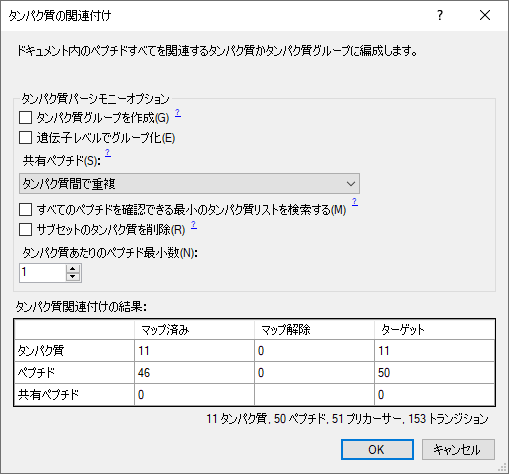 タンパク質の関連付け
ドキュメント内のペプチドすべてを関連するタンパク質かタンパク質グループに編成します。
タンパク質パーシモニーオプション
タンパク質グループを作成(G) ?
遺伝子レベルでグループ化(E)
共有ペプチド(S): ?
タンパク質間で重複
すべてのペプチドを確認できる最小のタンパク質リストを検索する(M) ?
サブセットのタンパク質を削除(R) ?
タンパク質あたりのペプチド最小数(N):
1
タンパク質関連付けの結果:
マップ済み マップ解除 ターゲット
タンパク質 11 0 11
ペプチド 46 0 50
共有ペプチド 0 0
11 タンパク質, 50 ペプチド, 51 プリカーサー, 153 トランジション
OK キャンセル